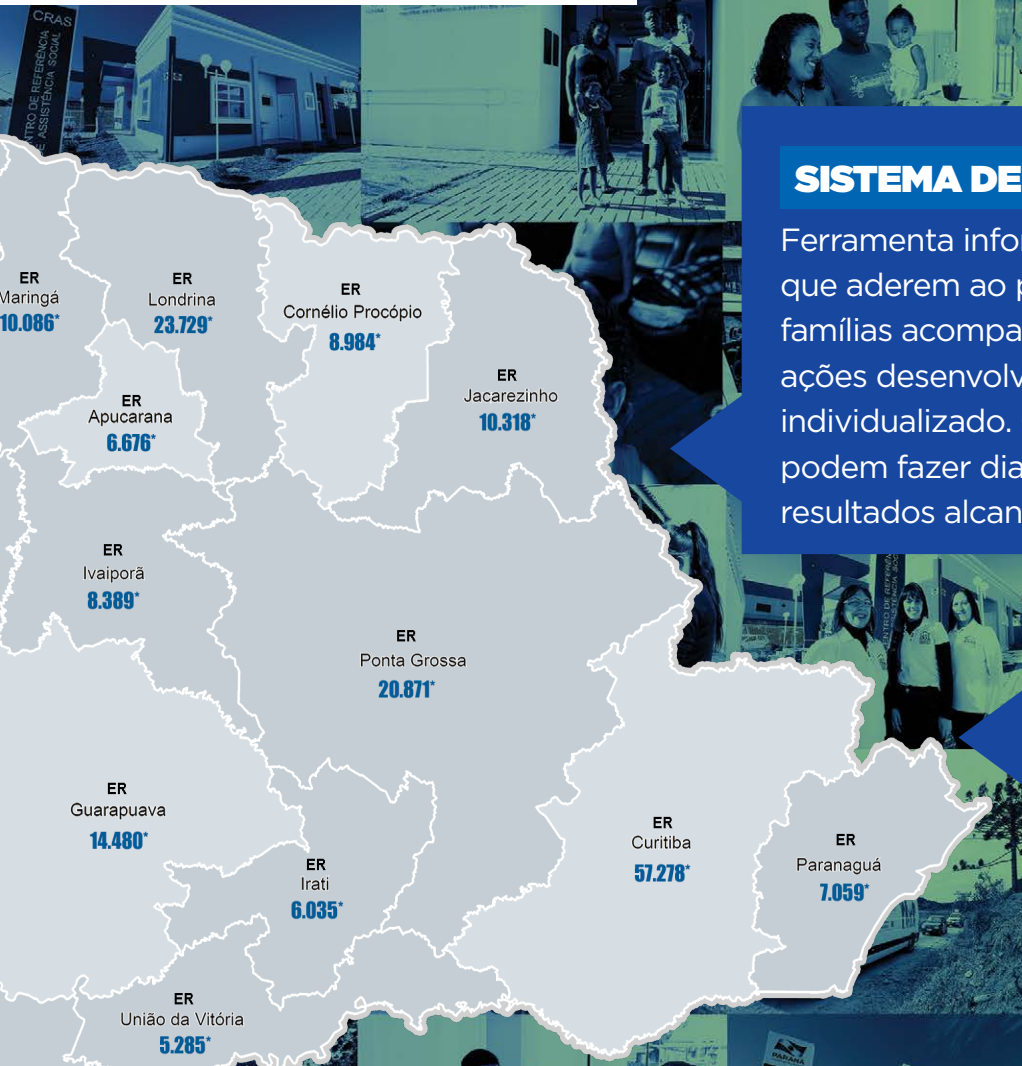 CRAS
CENTRO DE REFERÊNCIA
DE ASSISTÊNCIA SOCIAL
ER
Maringá
10.086*
ER
Londrina
23.729*
ER
Cornélio Procópio
8.984*
ER
Jacarezinho
10.318*
ER
Apucarana
6.676*
ER
Ivaiporã
8.389*
ER
Ponta Grossa
20.871*
ER
Guarapuava
14.480*
ER
Irati
6.035*
ER
Curitiba
57.278*
ER
Paranaguá
7.059*
ER
União da Vitória
5.285*
SISTEMA DE
Ferramenta infor
que aderem ao p
famílias acompa
ações desenvolv
individualizado.
podem fazer dia
resultados alcan
PARANÁ